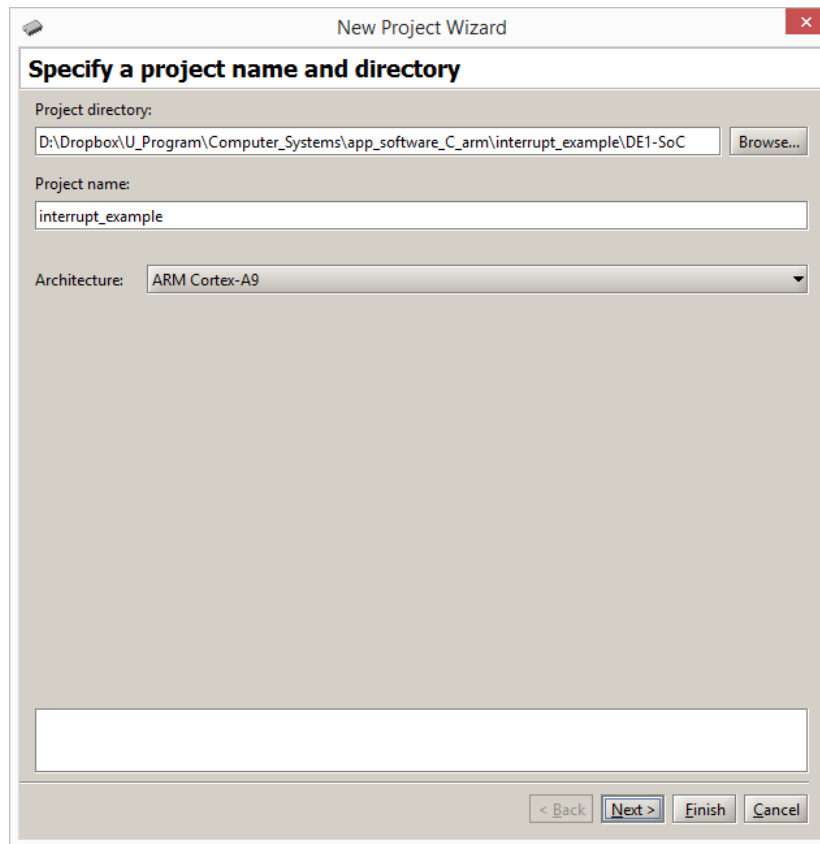 New Project Wizard
Specify a project name and directory
Project directory:
D:\Dropbox\U_Program\Computer_Systems\app_software_C_arm\interrupt_example\DE1-SoC Browse...
Project name:
interrupt_example
Architecture: ARM Cortex-A9
< Back Next > Finish Cancel